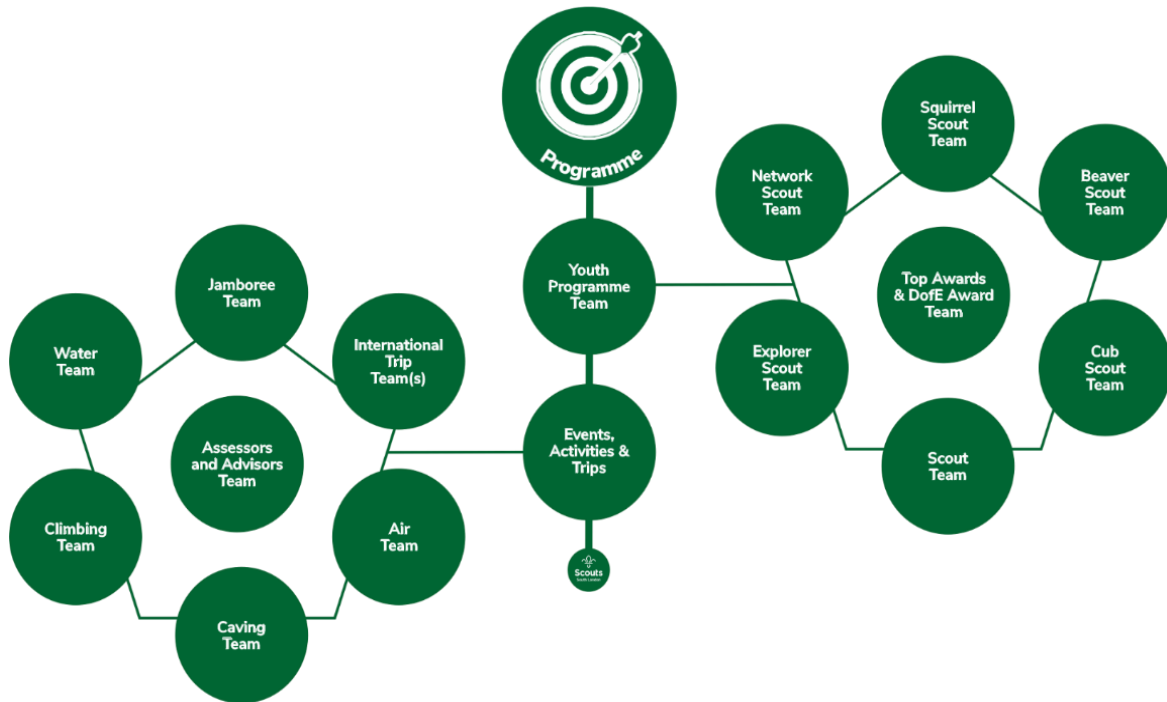 Programme
Youth
Programme
Team
Events,
Activities &
Trips
Scouts
South London
Squirrel
Scout
Team
Network
Scout
Team
Beaver
Scout
Team
Top Awards
& DofE Award
Team
Explorer
Scout
Team
Cub
Scout
Team
Scout
Team
Jamboree
Team
Water
Team
International
Trip
Team(s)
Assessors
and Advisors
Team
Climbing
Team
Air
Team
Caving
Team